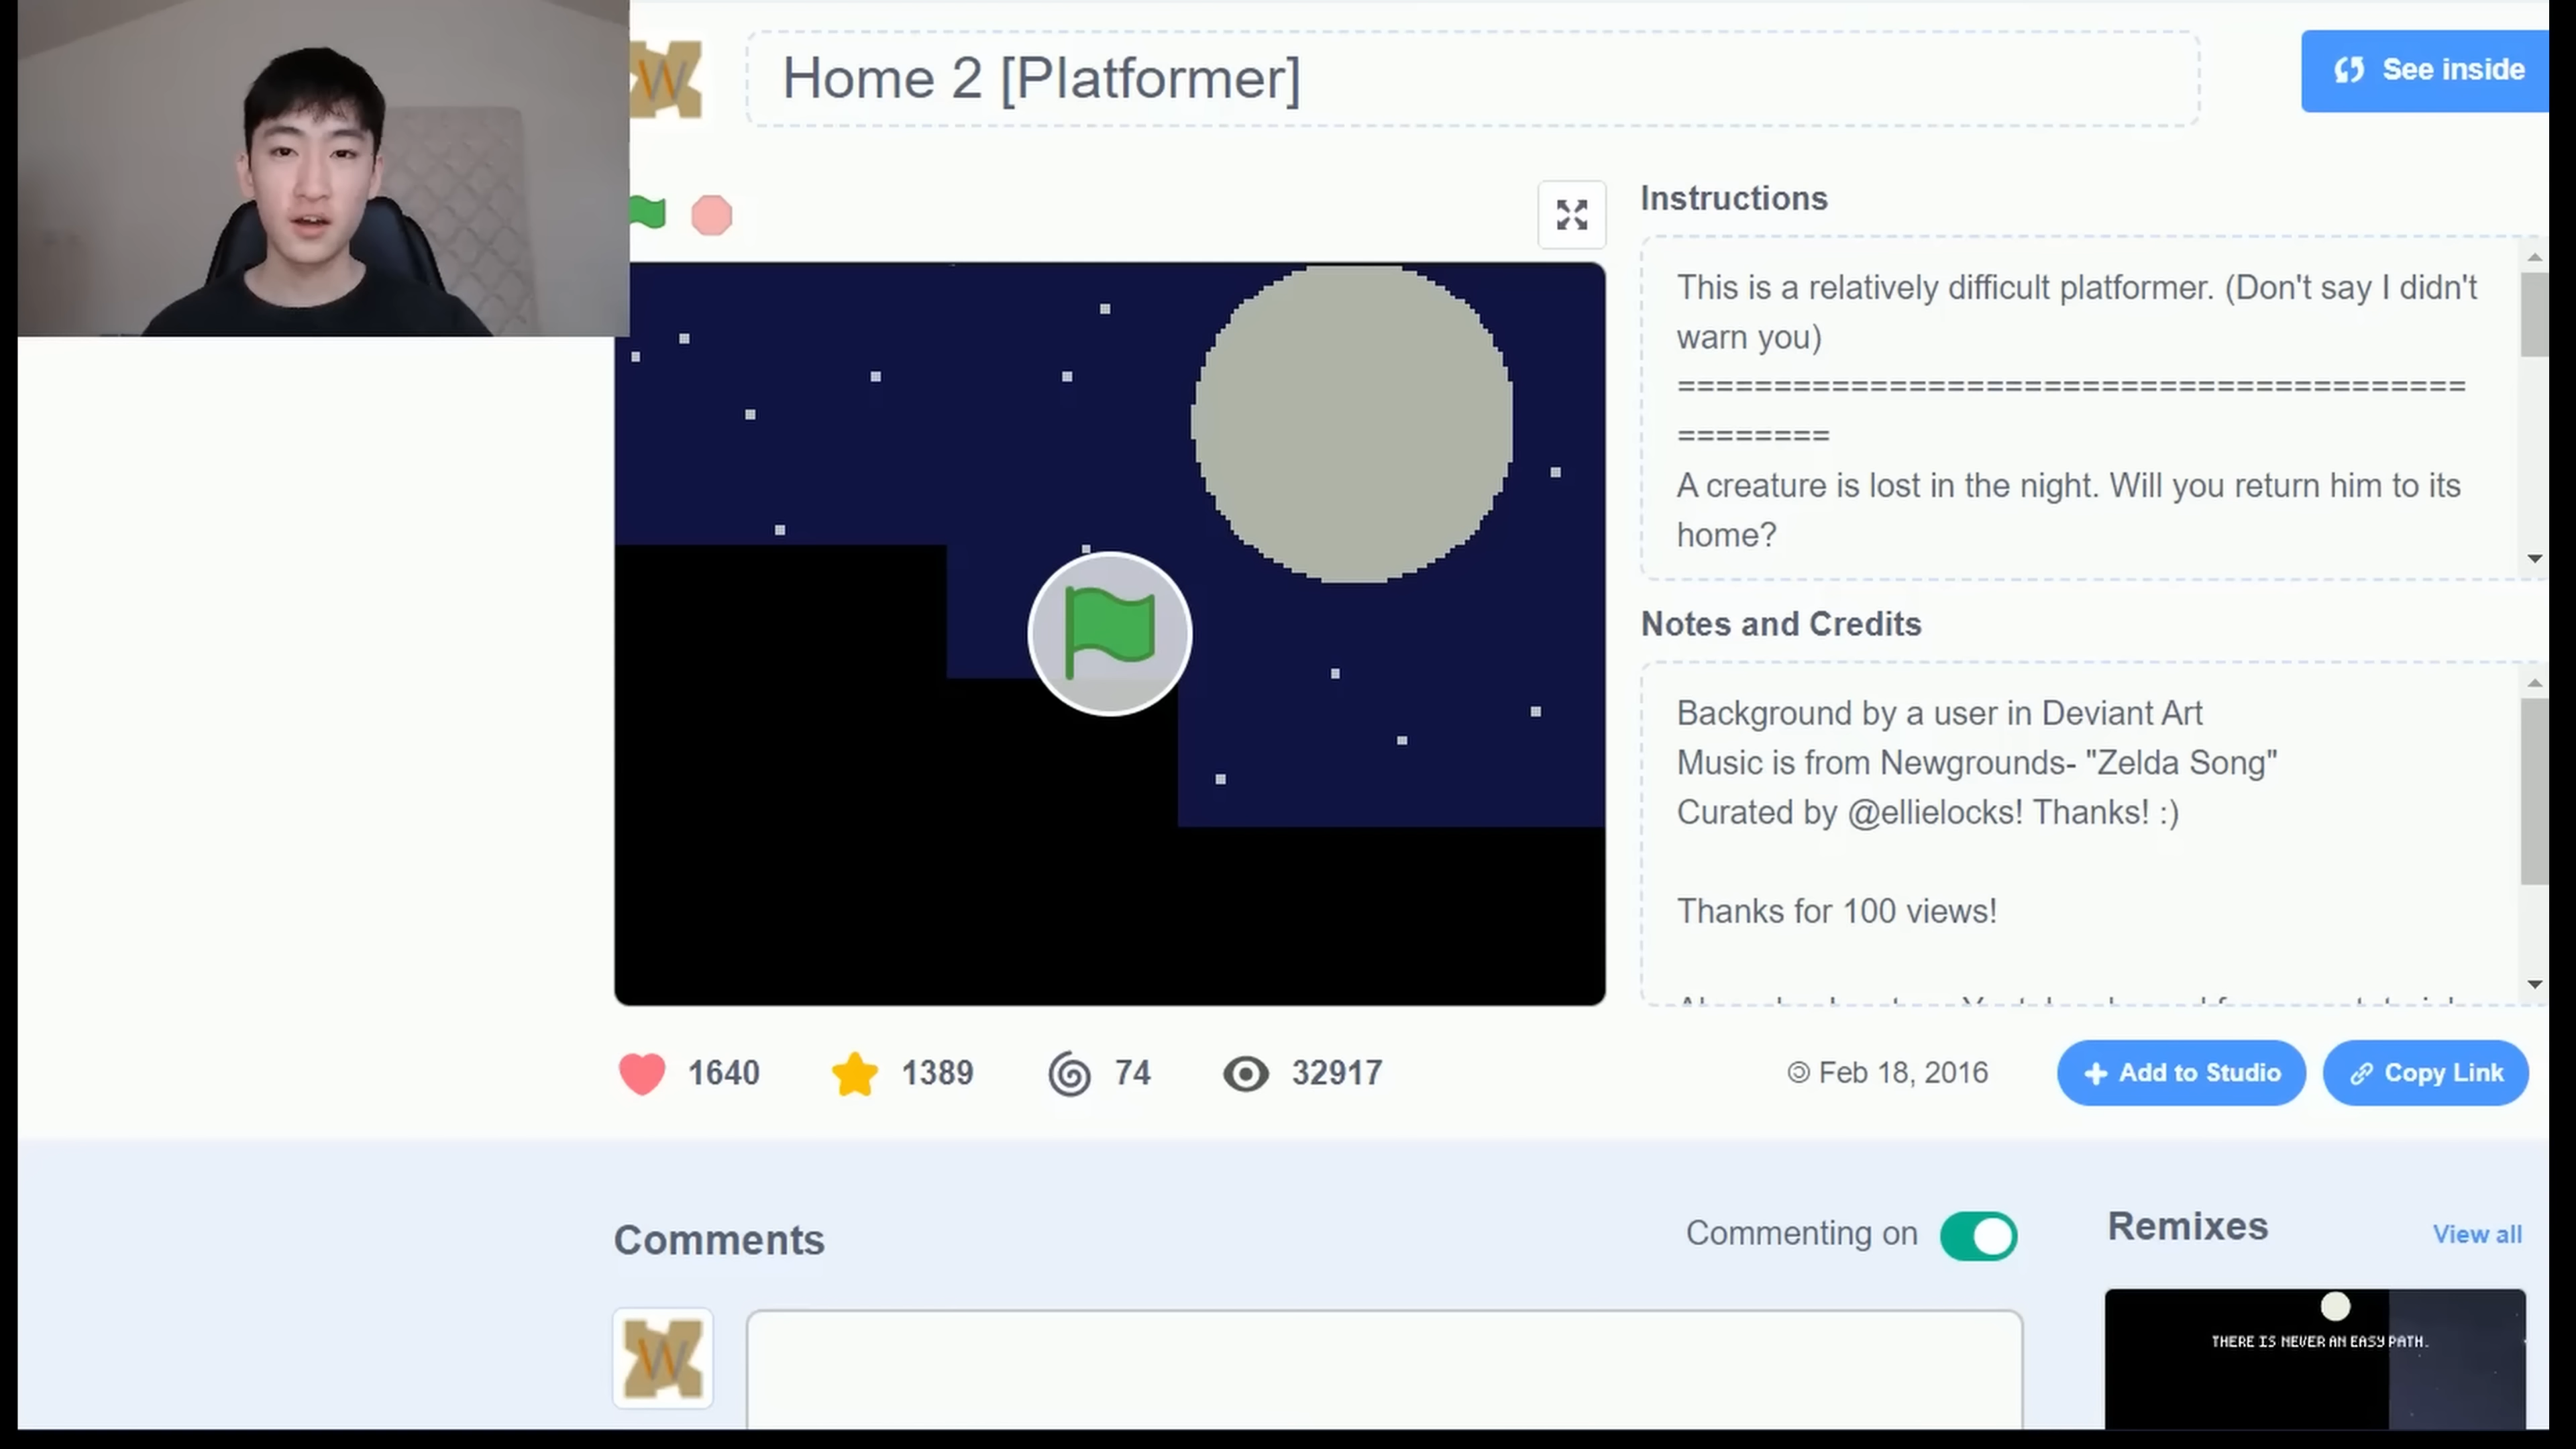 Home 2 [Platformer]
See inside
Instructions
This is a relatively difficult platformer. (Don't say I didn't
warn you)
=========================================
========
A creature is lost in the night. Will you return him to its
home?
Notes and Credits
Background by a user in Deviant Art
Music is from Newgrounds- "Zelda Song"
Curated by @ellielocks! Thanks! :)
Thanks for 100 views!
1640
1389
74
32917
Feb 18, 2016
Add to Studio
Copy Link
Comments
Commenting on
Remixes
View all
W
W
THERE IS NEVER AN EASY PATH.